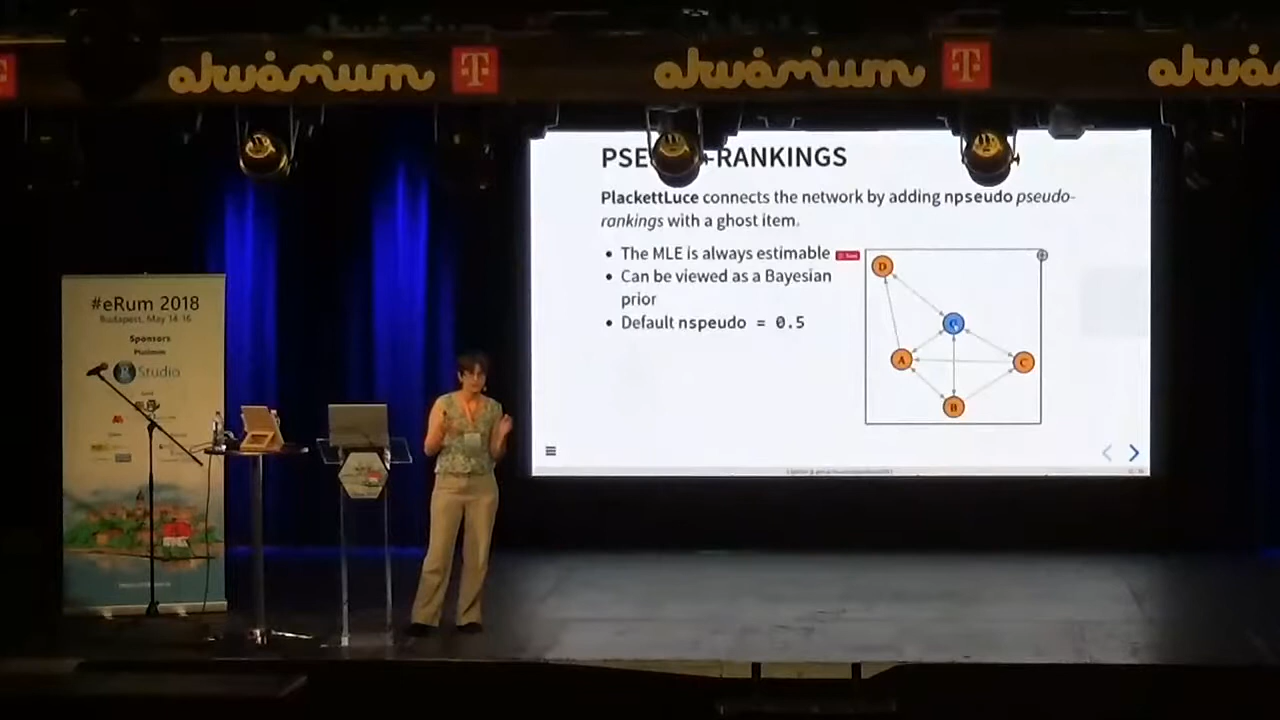 akvárium T
akvárium T
PSE -RANKINGS
PlackettLuce connects the network by adding npseudo pseudo-
rankings with a ghost item.
The MLE is always estimable
Can be viewed as a Bayesian
prior
Default nspeudo = 0.5
D
A
C
B
#eRum 2018
Budapest, May 14-16
Sponsors
Platinum
R Studio